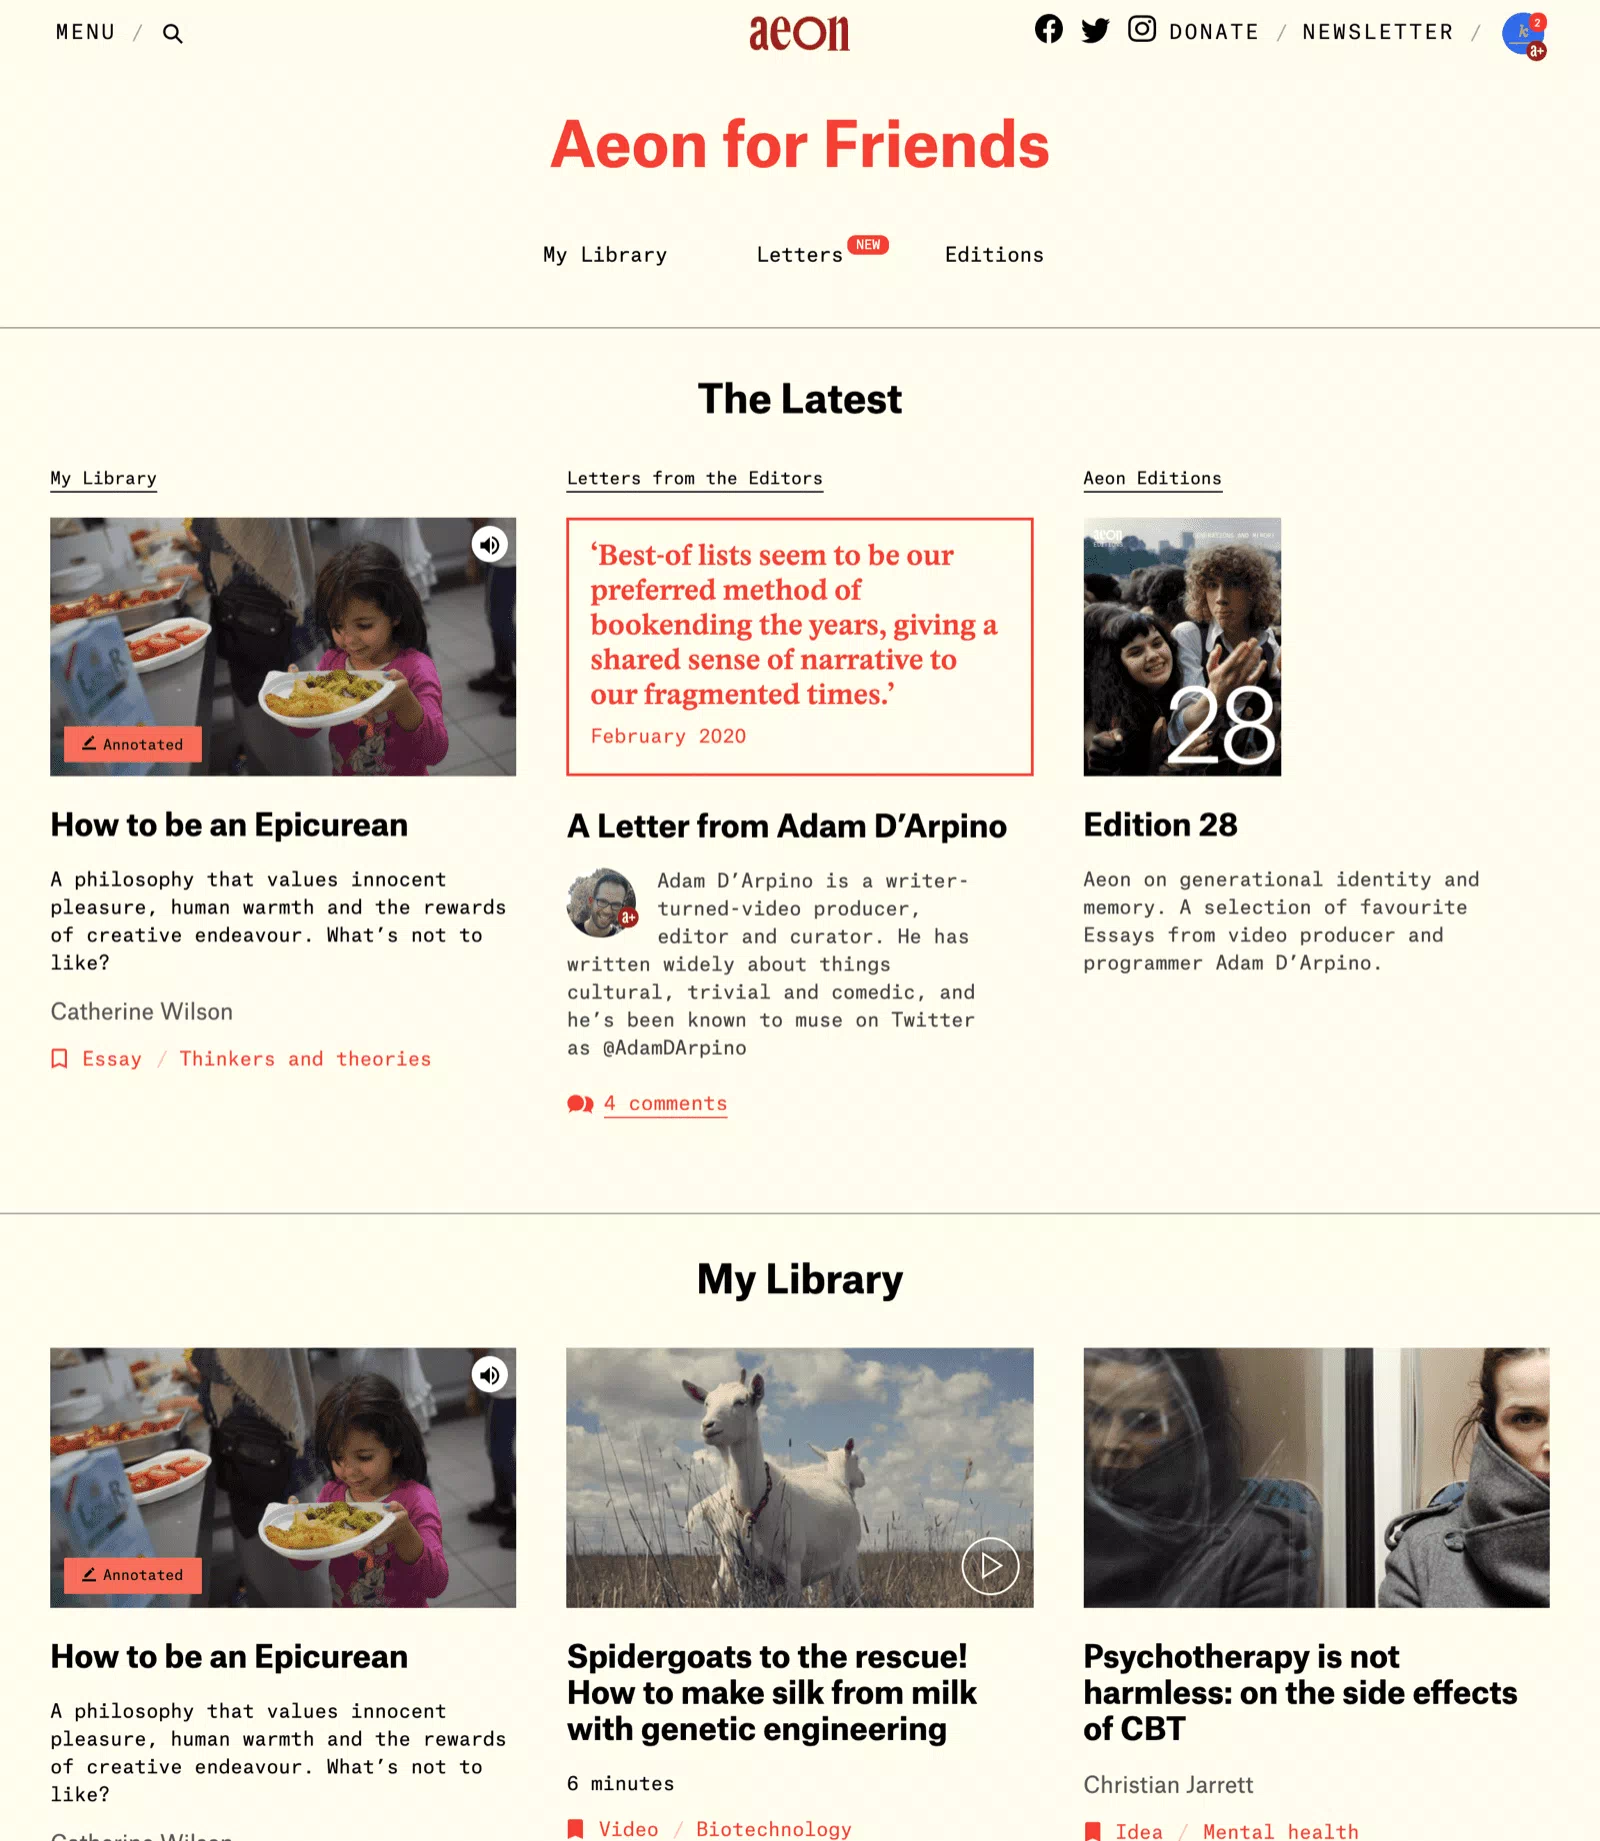 MENU /
aeon
DONATE / NEWSLETTER /
2
a+
Aeon for Friends
My Library
Letters NEW
Editions
The Latest
My Library
Annotated
How to be an Epicurean
A philosophy that values innocent
pleasure, human warmth and the rewards
of creative endeavour. What’s not to
like?
Catherine Wilson
Essay / Thinkers and theories
Letters from the Editors
‘Best-of lists seem to be our
preferred method of
bookending the years, giving a
shared sense of narrative to
our fragmented times.’
February 2020
A Letter from Adam D’Arpino
a+
Adam D’Arpino is a writer-
turned-video producer,
editor and curator. He has
written widely about things
cultural, trivial and comedic, and
he’s been known to muse on Twitter
as @AdamDArpino
4 comments
Aeon Editions
aeon
GENERATIONS AND MEMORY
28
Edition 28
Aeon on generational identity and
memory. A selection of favourite
Essays from video producer and
programmer Adam D’Arpino.
My Library
Annotated
How to be an Epicurean
A philosophy that values innocent
pleasure, human warmth and the rewards
of creative endeavour. What’s not to
like?
Catherine Wilson
Spidergoats to the rescue!
How to make silk from milk
with genetic engineering
6 minutes
Video / Biotechnology
Psychotherapy is not
harmless: on the side effects
of CBT
Christian Jarrett
Idea / Mental health